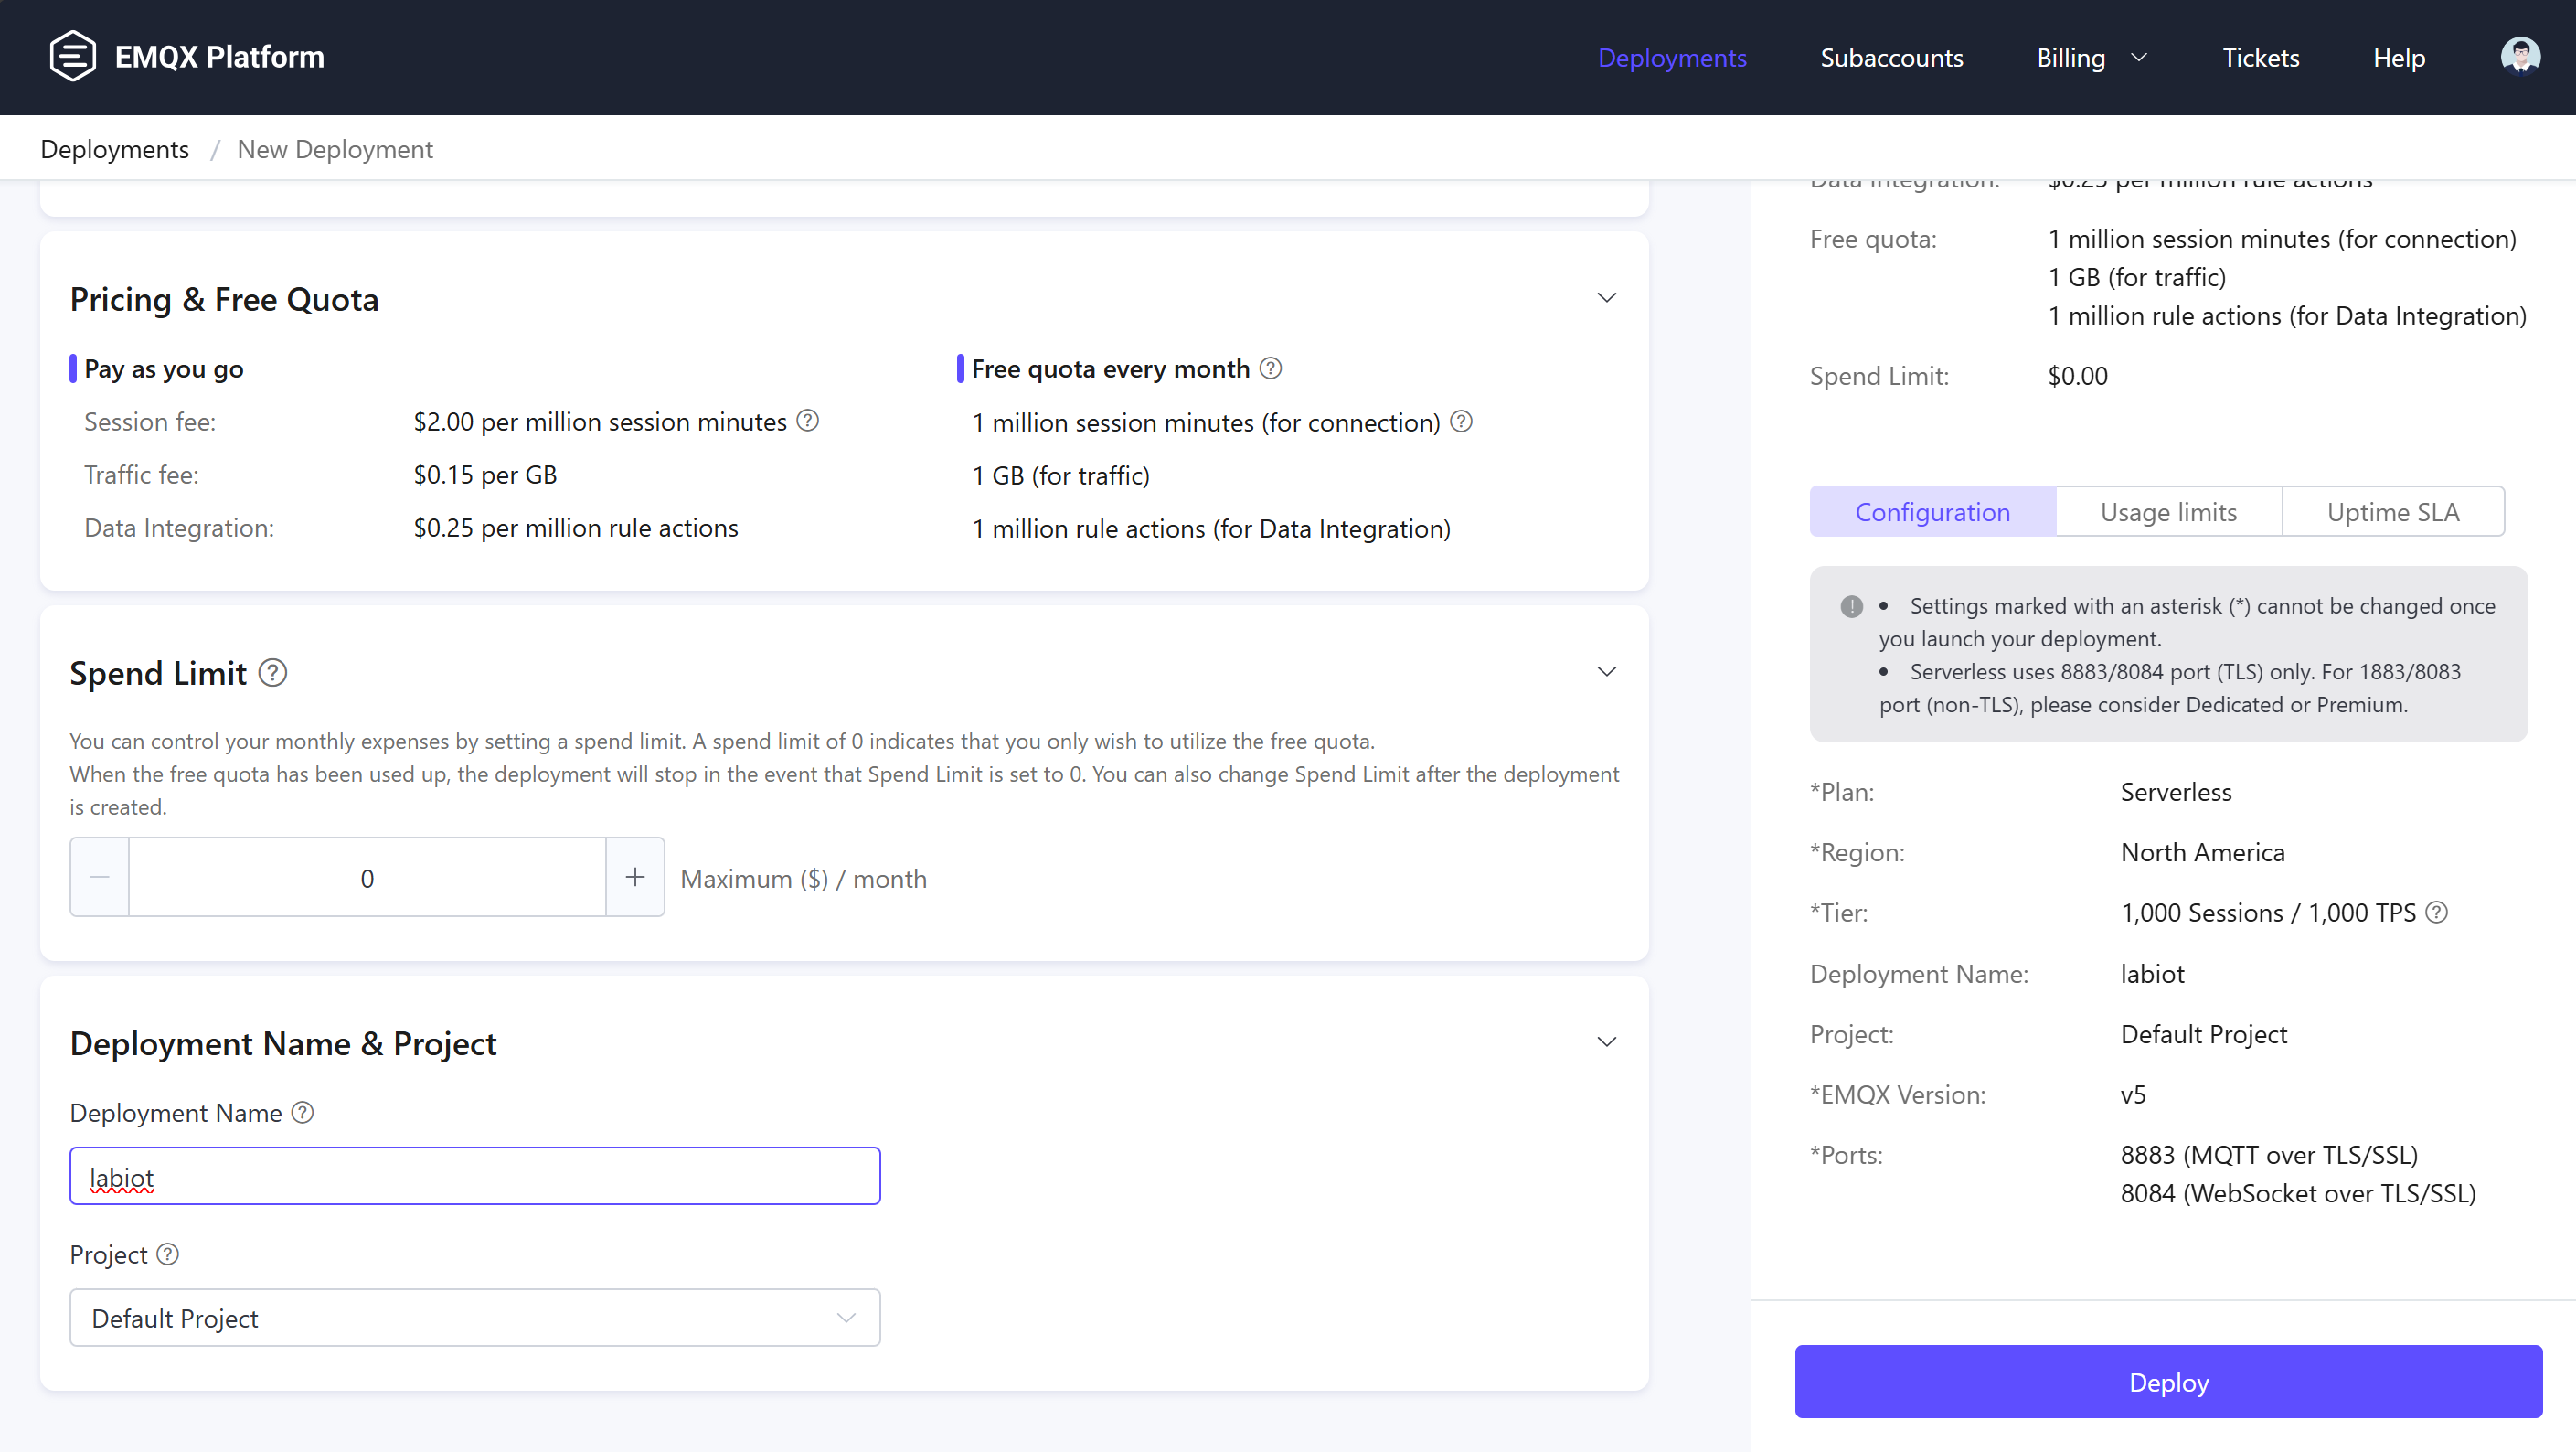 EMQX Platform
Deployments
Subaccounts
Billing
Tickets
Help
Deployments / New Deployment
Pricing & Free Quota
Pay as you go
Session fee: $2.00 per million session minutes
Traffic fee: $0.15 per GB
Data Integration: $0.25 per million rule actions
Free quota every month
1 million session minutes (for connection)
1 GB (for traffic)
1 million rule actions (for Data Integration)
Spend Limit
You can control your monthly expenses by setting a spend limit. A spend limit of 0 indicates that you only wish to utilize the free quota.
When the free quota has been used up, the deployment will stop in the event that Spend Limit is set to 0. You can also change Spend Limit after the deployment
is created.
0
Maximum ($) / month
Deployment Name & Project
Deployment Name
labiot
Project
Default Project
Data Integration: $0.25 per million rule actions
Free quota: 1 million session minutes (for connection)
1 GB (for traffic)
1 million rule actions (for Data Integration)
Spend Limit: $0.00
Configuration
Usage limits
Uptime SLA
• Settings marked with an asterisk (*) cannot be changed once
you launch your deployment.
• Serverless uses 8883/8084 port (TLS) only. For 1883/8083
port (non-TLS), please consider Dedicated or Premium.
*Plan: Serverless
*Region: North America
*Tier: 1,000 Sessions / 1,000 TPS
Deployment Name: labiot
Project: Default Project
*EMQX Version: v5
*Ports: 8883 (MQTT over TLS/SSL)
8084 (WebSocket over TLS/SSL)
Deploy